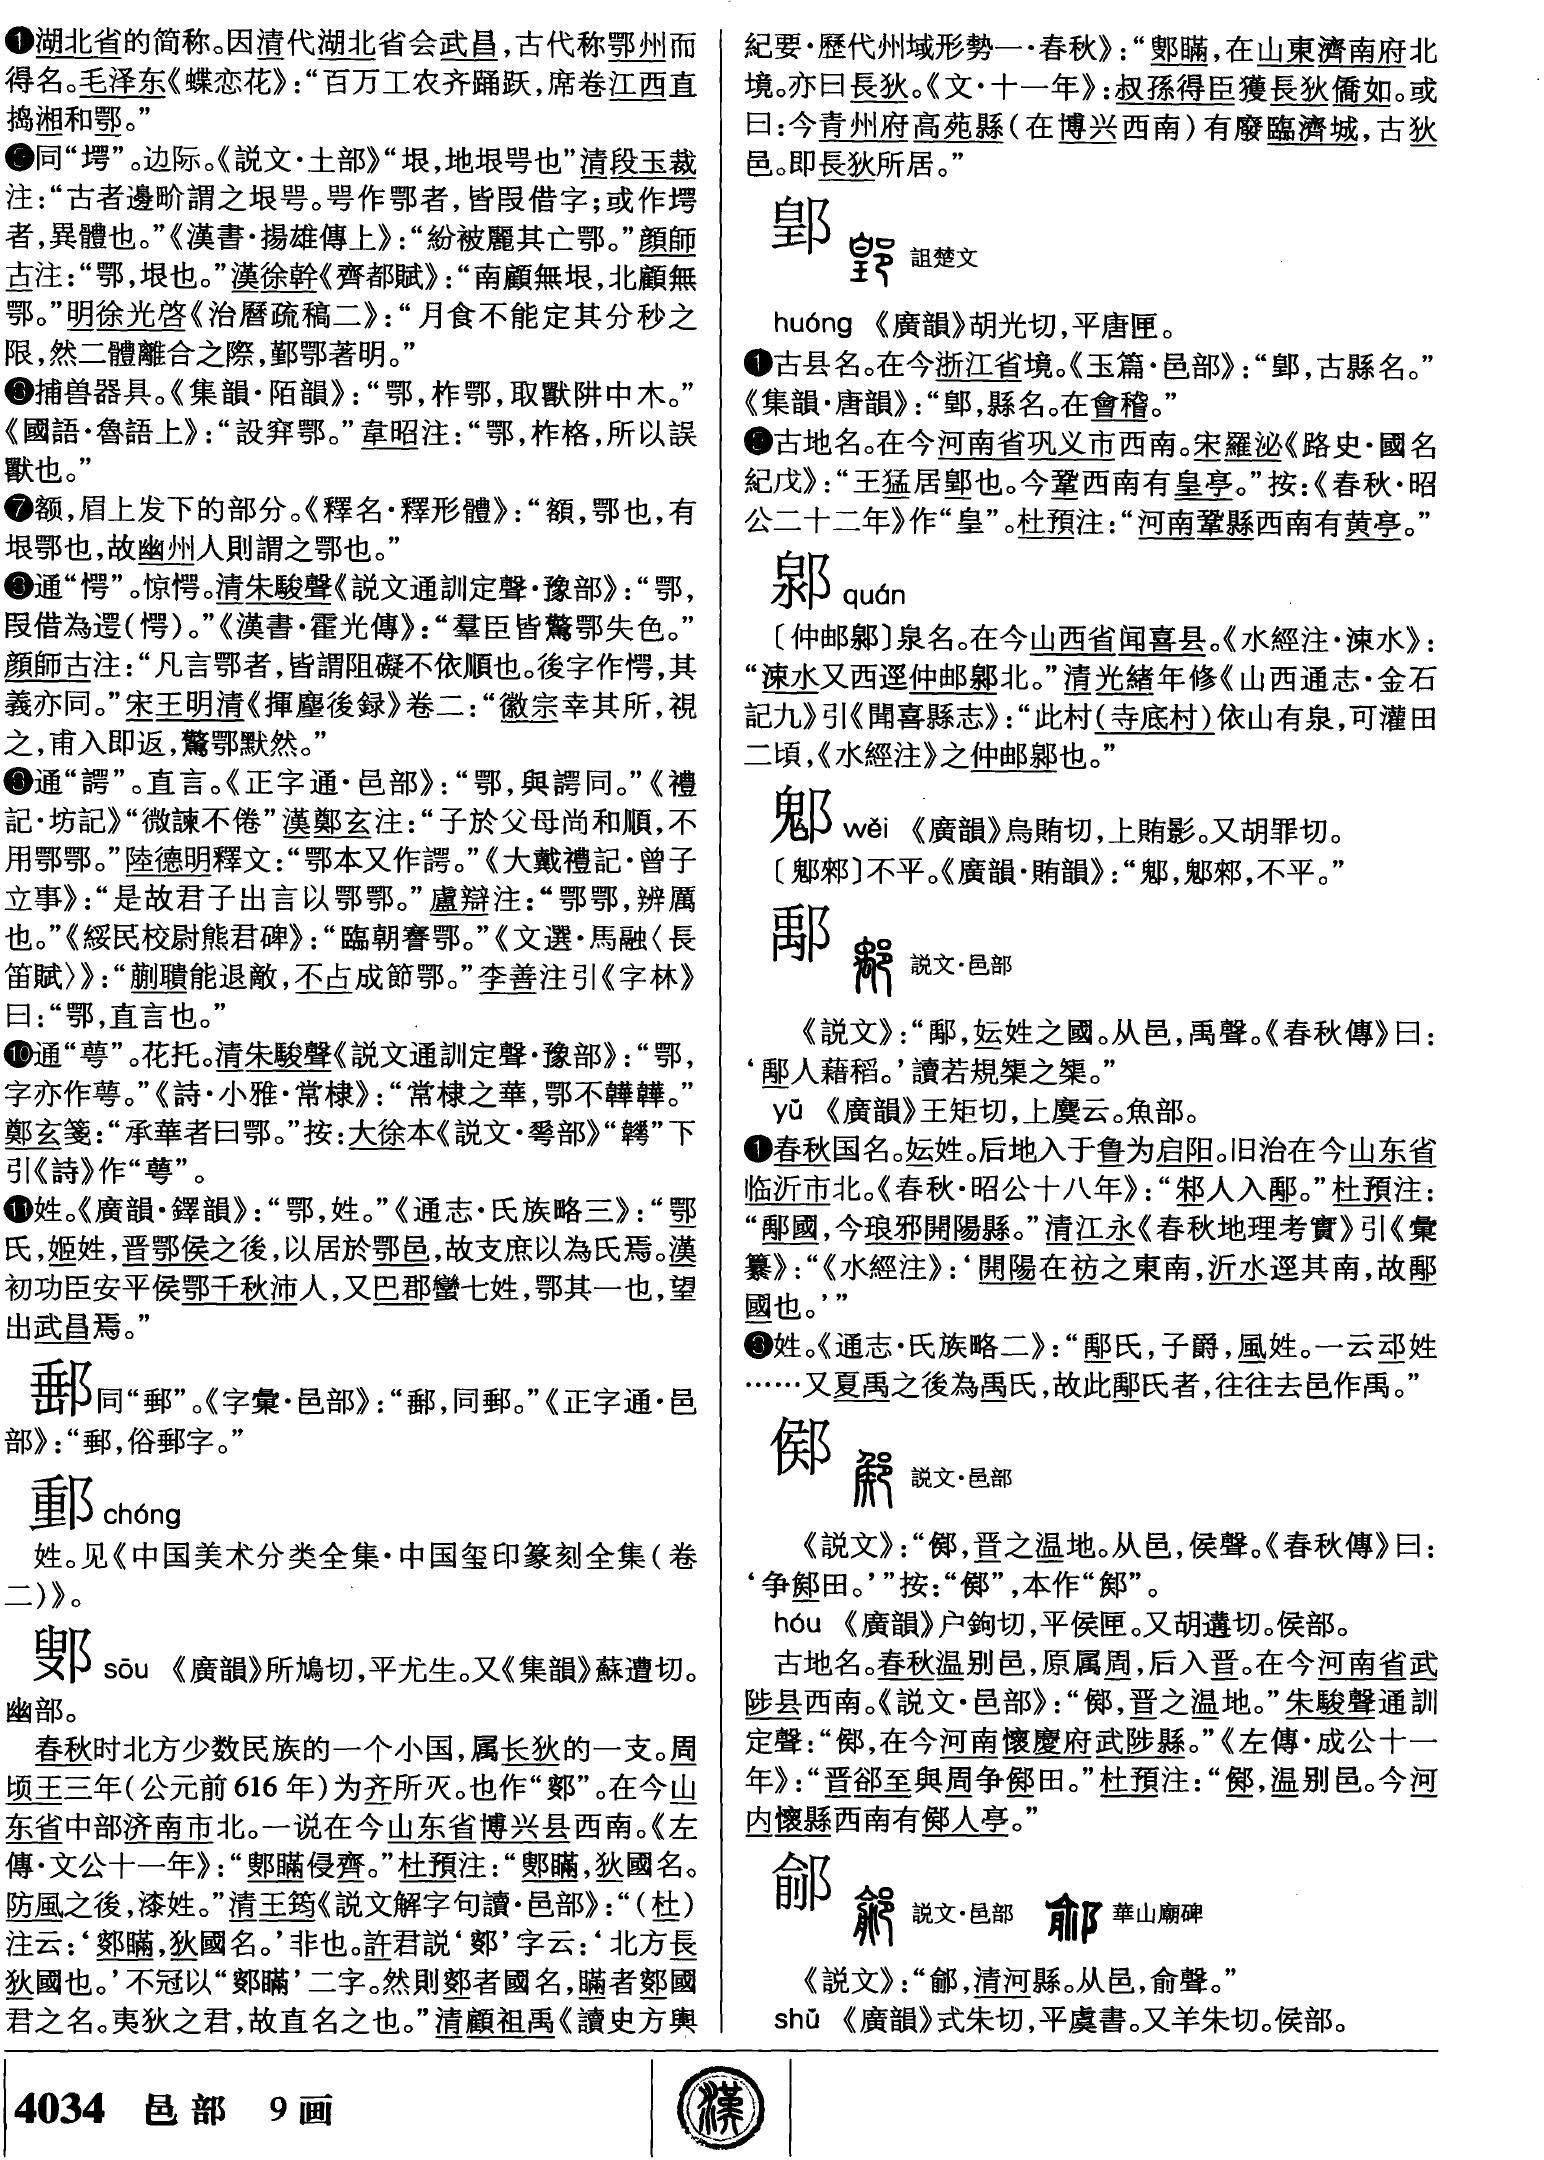 ❶湖北省的简称。因清代湖北省会武昌，古代称鄂州而
得名。毛泽东《蝶恋花》：“百万工农齐踊跃，席卷江西直
捣湘和鄂。”
同“堮”。边际。《説文·土部》“垠，地垠咢也”清段玉裁
注：“古者邊畍謂之垠咢。咢作鄂者，皆叚借字；或作堮
者，異體也。”《漢書·揚雄傳上》：“紛被麗其亡鄂。”顔師
古注：“鄂，垠也。”漢徐幹《齊都賦》：“南顧無垠，北顧無
鄂。”明徐光啓《治曆疏稿二》：“月食不能定其分秒之
限，然二體離合之際，鄞鄂著明。”
捕兽器具。《集韻·陌韻》：“鄂，柞鄂，取獸阱中木。”
《國語·魯語上》：“設穽鄂。”韋昭注：“鄂，柞格，所以誤
獸也。”
❼额，眉上发下的部分。《釋名·釋形體》：“額，鄂也，有
垠鄂也，故幽州人則謂之鄂也。”
通“愕”。惊愕。清朱駿聲《説文通訓定聲·豫部》：“鄂，
叚借為遻（愕）。”《漢書·霍光傳》：“羣臣皆驚鄂失色。”
顔師古注：“凡言鄂者，皆謂阻礙不依順也。後字作愕，其
義亦同。”宋王明清《揮麈後録》卷二：“徽宗幸其所，視
之，甫入即返，驚鄂默然。”
通“諤”。直言。《正字通·邑部》：“鄂，與諤同。”《禮
記·坊記》“微諫不倦”漢鄭玄注：“子於父母尚和順，不
用鄂鄂。”陸德明釋文：“鄂本又作諤。”《大戴禮記·曾子
立事》：“是故君子出言以鄂鄂。”盧辯注：“鄂鄂，辨厲
也。”《綏民校尉熊君碑》：“臨朝謇鄂。”《文選·馬融〈長
笛賦〉》：“蒯聵能退敵，不占成節鄂。”李善注引《字林》
曰：“鄂，直言也。”
❿通“萼”。花托。清朱駿聲《説文通訓定聲·豫部》：“鄂，
字亦作萼。”《詩·小雅·常棣》：“常棣之華，鄂不韡韡。”
鄭玄箋：“承華者曰鄂。”按：大徐本《説文·𠌶部》“韡”下
引《詩》作“萼”。
⓫姓。《廣韻·鐸韻》：“鄂，姓。”《通志·氏族略三》：“鄂
氏，姬姓，晋鄂侯之後，以居於鄂邑，故支庶以為氏焉。漢
初功臣安平侯鄂千秋沛人，又巴郡蠻七姓，鄂其一也，望
出武昌焉。”
同“郵”。《字彙·邑部》：“，同郵。”《正字通·邑
部》：“郵，俗郵字。”
𨝯 chóng
姓。见《中国美术分类全集·中国玺印篆刻全集（卷
二）》。
鄋 sōu 《廣韻》所鳩切，平尤生。又《集韻》蘇遭切。
幽部。
春秋时北方少数民族的一个小国，属长狄的一支。周
顷王三年（公元前616年）为齐所灭。也作“鄋”。在今山
东省中部济南市北。一说在今山东省博兴县西南。《左
傳·文公十一年》：“鄋瞞侵齊。”杜預注：“鄋瞞，狄國名。
防風之後，漆姓。”清王筠《説文解字句讀·邑部》：“（杜）
注云：‘鄋瞞，狄國名。’非也。許君説‘鄋’字云：‘北方長
狄國也。’不冠以“鄋瞞’二字。然則鄋者國名，瞞者鄋國
君之名。夷狄之君，故直名之也。”清顧祖禹《讀史方輿
紀要·歷代州域形勢一·春秋》：“鄋瞞，在山東濟南府北
境。亦曰長狄。《文·十一年》：叔孫得臣獲長狄僑如。或
曰：今青州府高苑縣（在博兴西南）有廢臨濟城，古狄
邑。即長狄所居。”
鄓 詛楚文
huóng 《廣韻》胡光切，平唐匣。
❶古县名。在今浙江省境。《玉篇·邑部》：“鄓，古縣名。”
《集韻·唐韻》：“鄓，縣名。在會稽。”
古地名。在今河南省巩义市西南。宋羅泌《路史·國名
紀戊》：“王猛居鄓也。今鞏西南有皇亭。”按：《春秋·昭
公二十二年》作“皇”。杜預注：“河南鞏縣西南有黄亭。”
quán
〔仲邮〕泉名。在今山西省闻喜县。《水經注·涑水》：
“涑水又西逕仲邮北。”清光緒年修《山西通志·金石
記九》引《聞喜縣志》：“此村（寺底村）依山有泉，可灌田
二頃，《水經注》之仲邮也。”
wěi 《廣韻》烏賄切，上賄影。又胡罪切。
〔〕不平。《廣韻·賄韻》：“，，不平。”
鄅 説文·邑部
《説文》：“鄅，妘姓之國。从邑，禹聲。《春秋傳》曰：
‘鄅人藉稻。’讀若規榘之榘。”
yǔ 《廣韻》王矩切，上麌云。魚部。
❶春秋国名。妘姓。后地入于鲁为启阳。旧治在今山东省
临沂市北。《春秋·昭公十八年》：“邾人入鄅。”杜預注：
“鄅國，今琅邪開陽縣。”清江永《春秋地理考實》引《彙
纂》：“《水經注》：‘開陽在祊之東南，沂水逕其南，故鄅
國也。’”
姓。《通志·氏族略二》：“鄅氏，子爵，風姓。一云邧姓
……又夏禹之後為禹氏，故此鄅氏者，往往去邑作禹。”
鄇 説文·邑部
《説文》：“鄇，晋之温地。从邑，侯聲。《春秋傳》曰：
‘争鄇田。’”按：“鄇”，本作“”。
hóu 《廣韻》户鉤切，平侯匣。又胡遘切。侯部。
古地名。春秋温别邑，原属周，后入晋。在今河南省武
陟县西南。《説文·邑部》：“鄇，晋之温地。”朱駿聲通訓
定聲：“鄇，在今河南懷慶府武陟縣。”《左傳·成公十一
年》：“晋郤至與周争鄇田。”杜預注：“鄇，温别邑。今河
内懷縣西南有鄇人亭。”
鄃 説文·邑部 華山廟碑
《説文》：“鄃，清河縣。从邑，俞聲。”
shū 《廣韻》式朱切，平虞書。又羊朱切。侯部。
4034 邑部 9画
漢